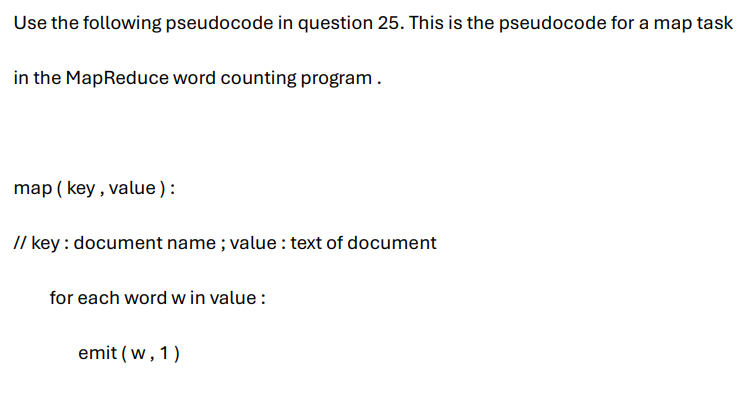 Use the following pseudocode in question 25. This is the pseudocode for a map task
in the MapReduce word counting program .
map ( key , value ) :
// key : document name ; value : text of document
for each word w in value :
emit ( w , 1 )